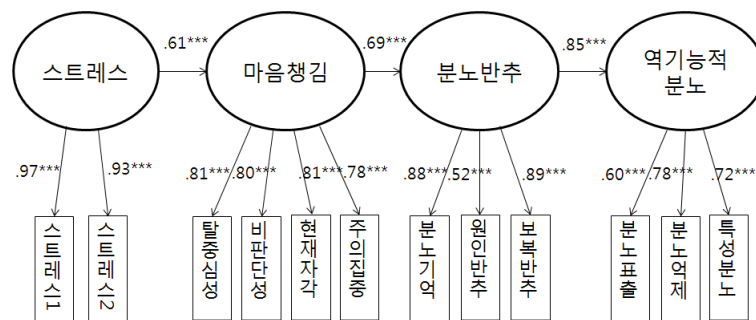 .61***
.69***
.85***
스트레스
마음챙김
분노반추
역기능적
분노
.97***
.93***
.81***
.80***
.81***
.78***
.88***
.52***
.89***
.60***
.78***
.72***
스트레스1
스트레스2
탈중심성
비판단성
현재자각
주의집중
분노기억
원인반추
보복반추
분노표출
분노억제
특성분노